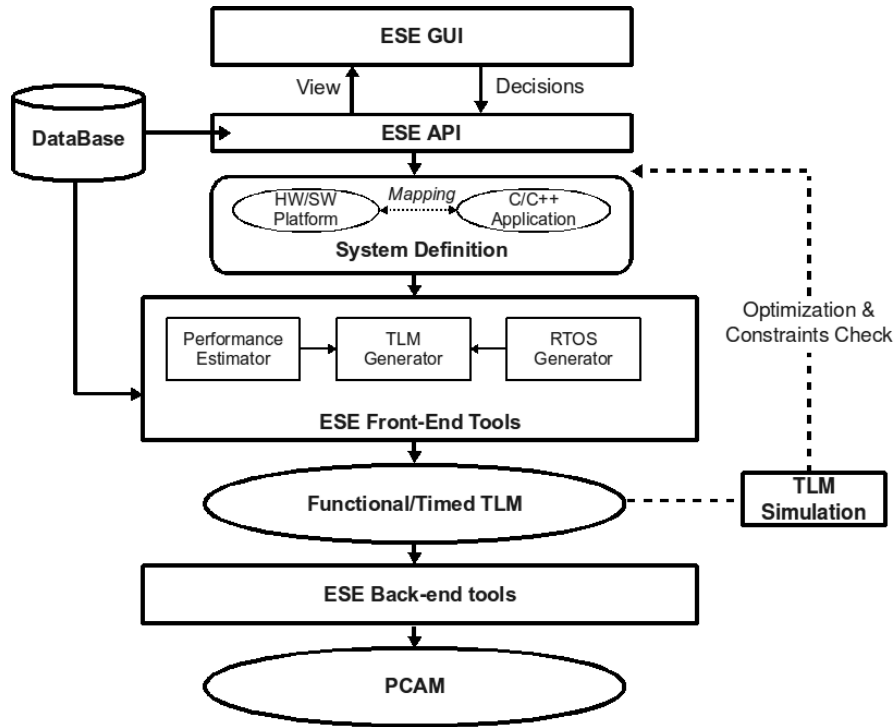 ESE GUI
View
Decisions
DataBase
ESE API
HW/SW
Platform
Mapping
C/C++
Application
System Definition
Performance
Estimator
TLM
Generator
RTOS
Generator
ESE Front-End Tools
Optimization &
Constraints Check
Functional/Timed TLM
TLM
Simulation
ESE Back-end tools
PCAM